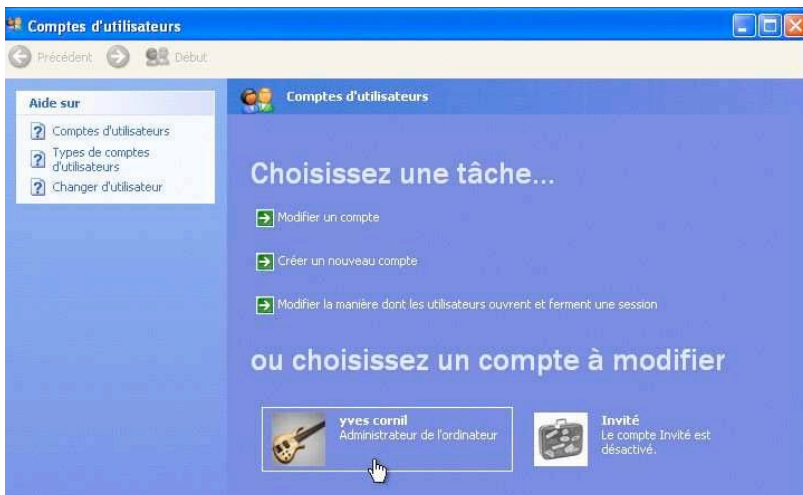 Comptes d'utilisateurs
Précédent
Début
Aide sur
Comptes d'utilisateurs
Types de comptes
d'utilisateurs
Changer d'utilisateur
Comptes d'utilisateurs
Choisissez une tâche...
Modifier un compte
Créer un nouveau compte
Modifier la manière dont les utilisateurs ouvrent et ferment une session
ou choisissez un compte à modifier
yves cornil
Administrateur de l'ordinateur
Invité
Le compte Invité est
désactivé.